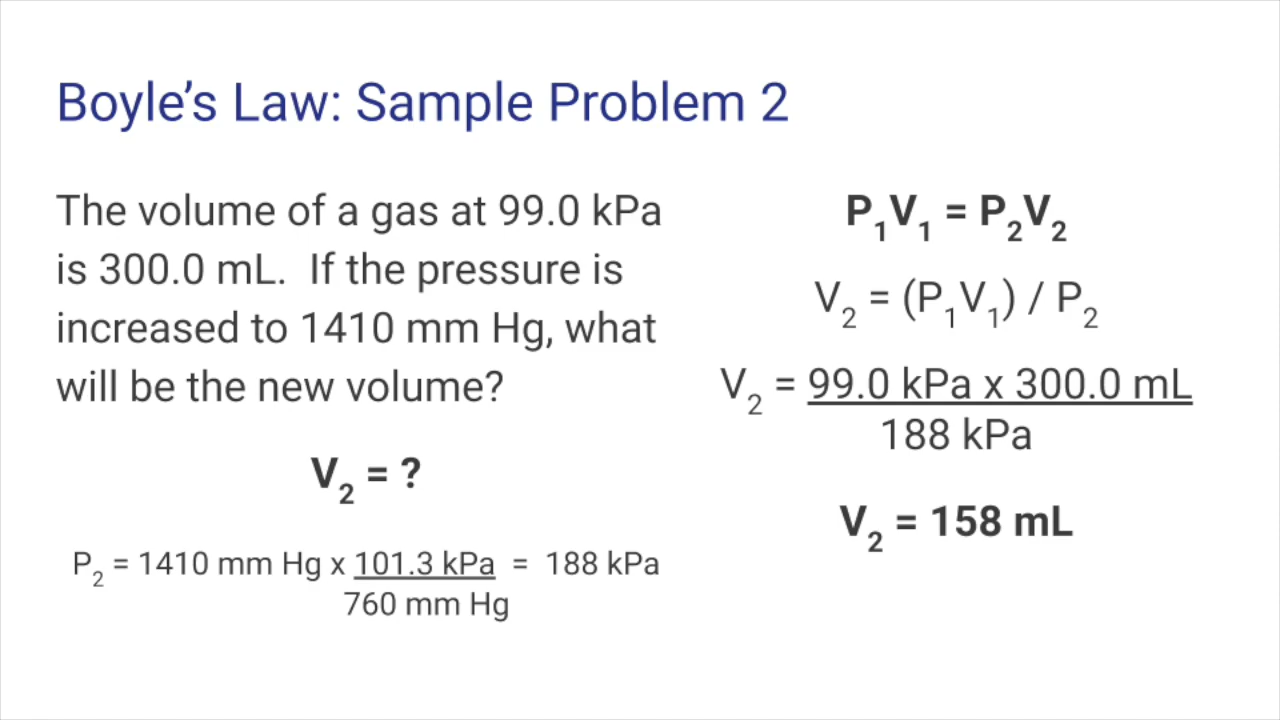 Boyle’s Law: Sample Problem 2
The volume of a gas at 99.0 kPa
is 300.0 mL.  If the pressure is
increased to 1410 mm Hg, what
will be the new volume?
V₂ = ?
P₂ = 1410 mm Hg x 101.3 kPa  =  188 kPa
760 mm Hg
P₁V₁ = P₂V₂
V₂ = (P₁V₁) / P₂
V₂ = 99.0 kPa x 300.0 mL
188 kPa
V₂ = 158 mL